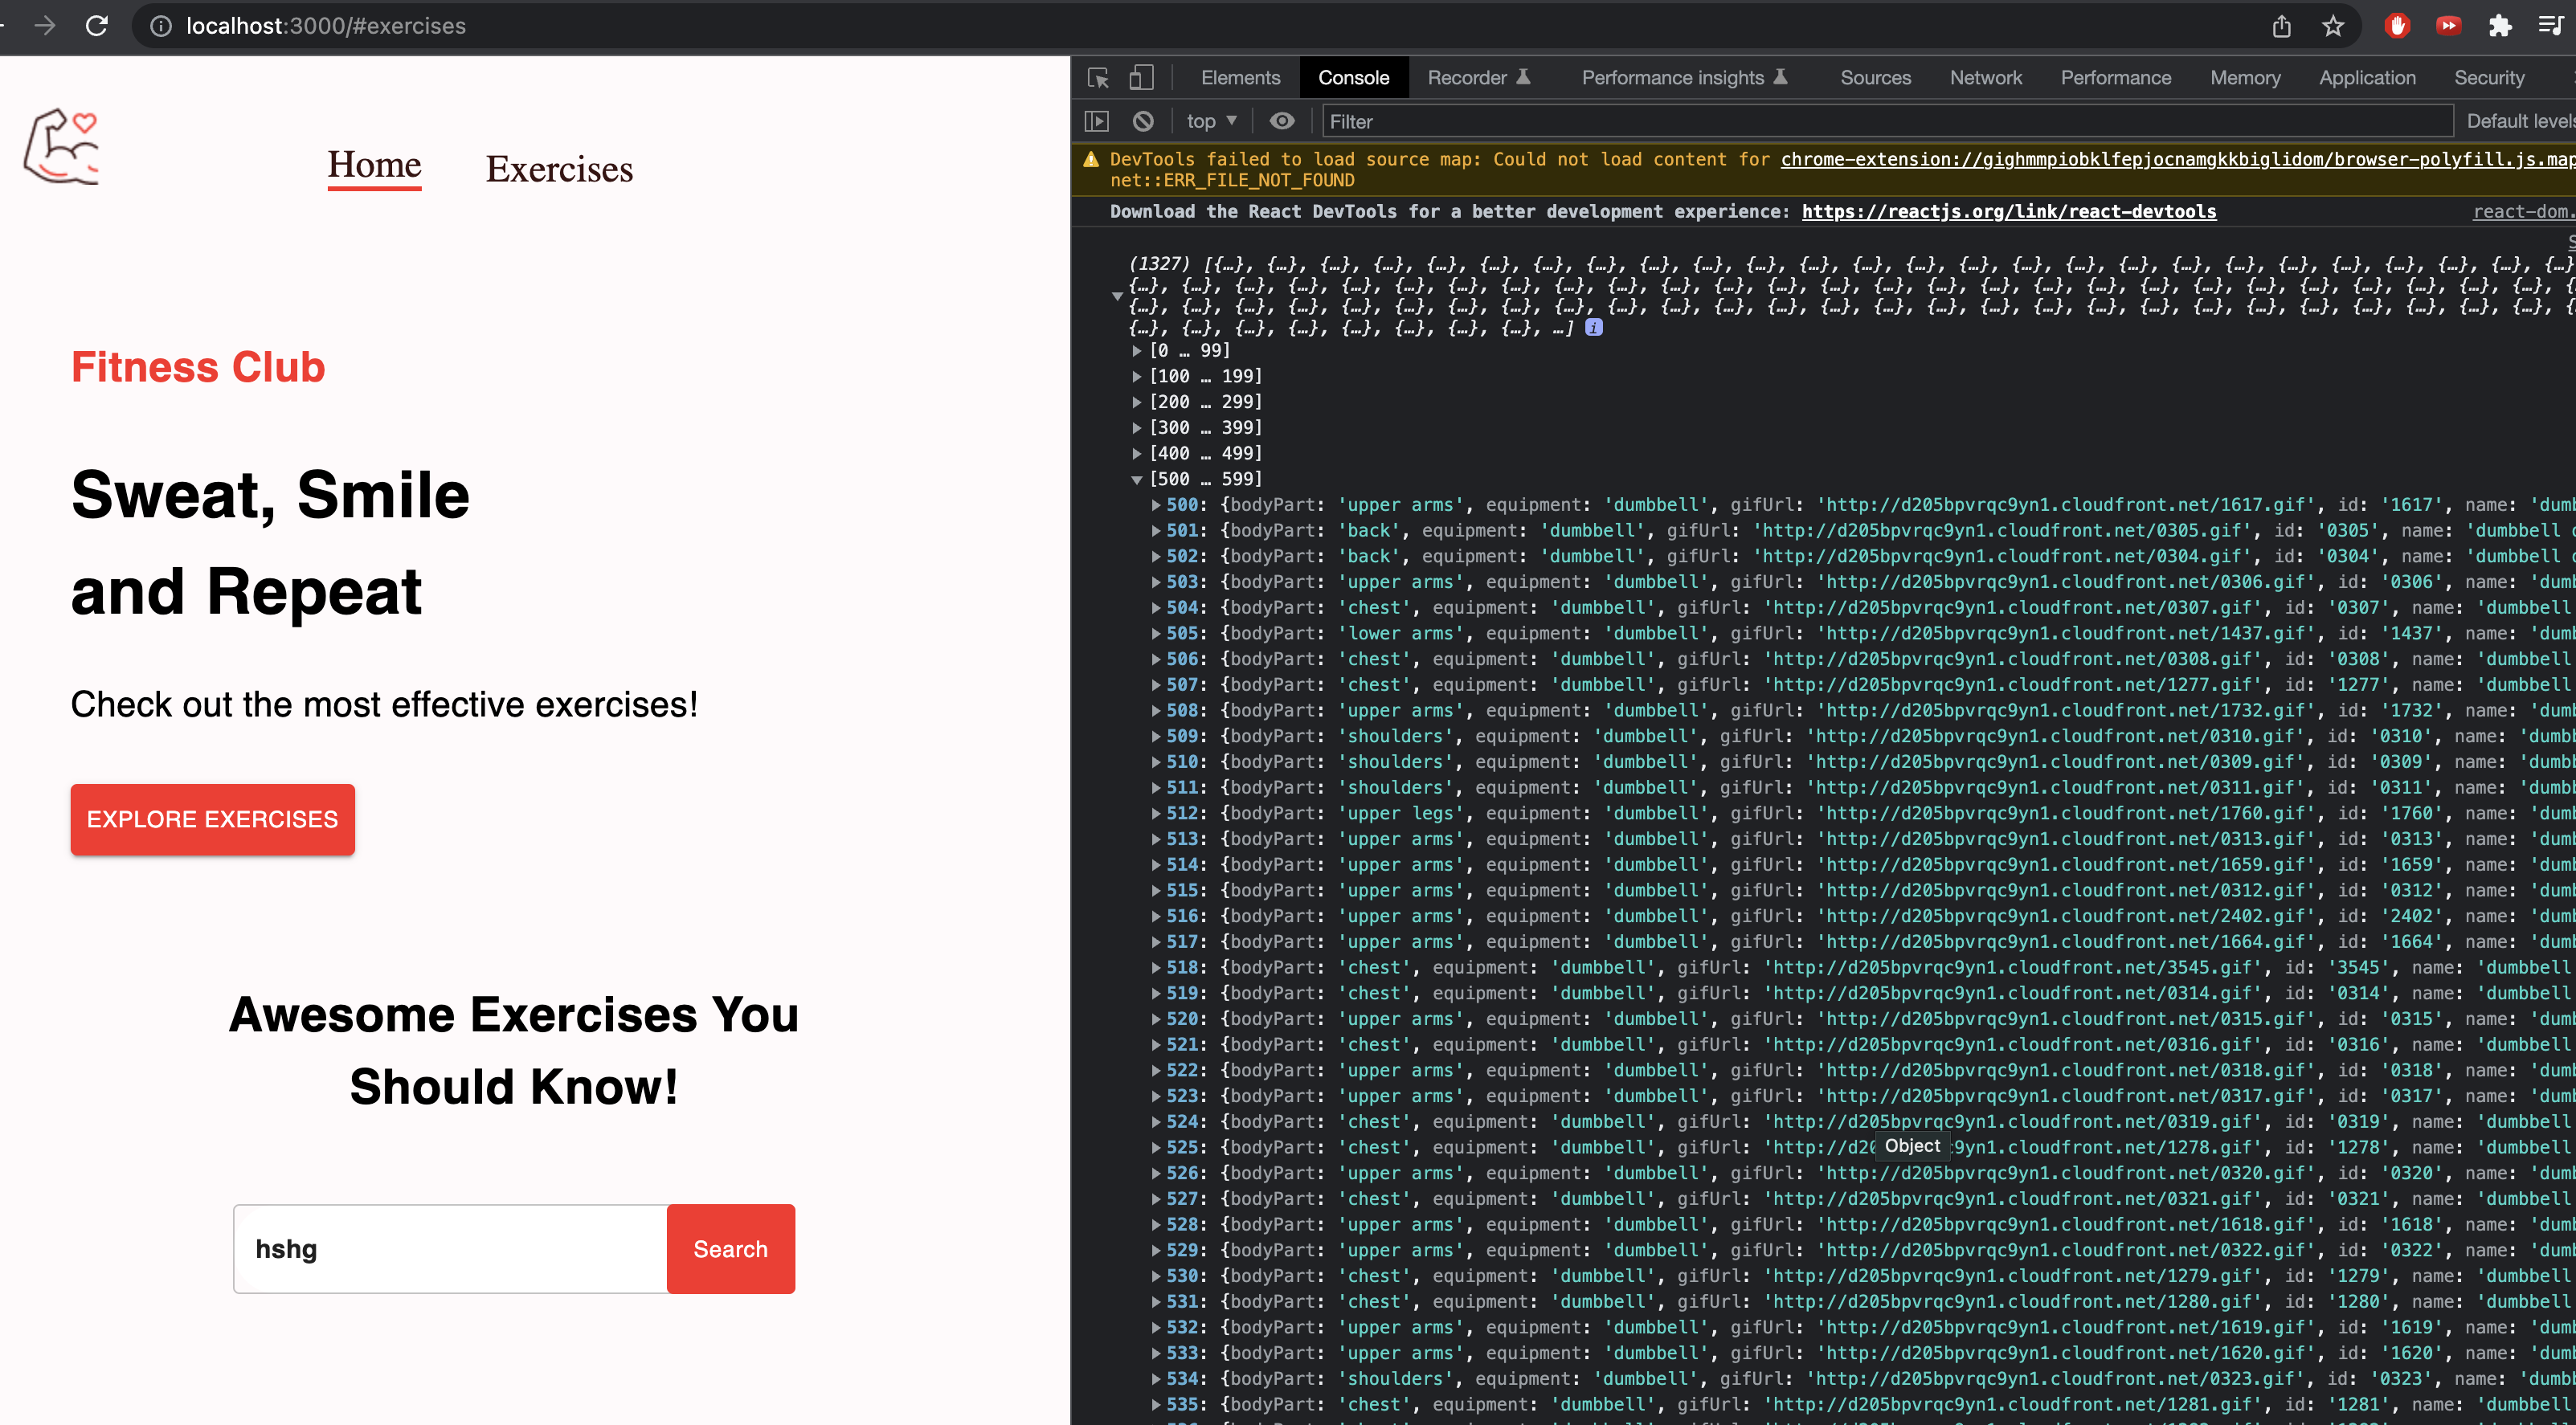 localhost:3000/#exercises
Home Exercises
Fitness Club
Sweat, Smile
and Repeat
Check out the most effective exercises!
EXPLORE EXERCISES
Awesome Exercises You
Should Know!
hshg Search
Elements Console Recorder Performance insights Sources Network Performance Memory Application Security
top Filter Default levels
DevTools failed to load source map: Could not load content for chrome-extension://gighmmpiobklfepjocnamgkkbiglidom/browser-polyfill.js.map
net::ERR_FILE_NOT_FOUND
Download the React DevTools for a better development experience: https://reactjs.org/link/react-devtools react-dom.
(1327) [{…}, {…}, {…}, {…}, {…}, {…}, {…}, {…}, {…}, {…}, {…}, {…}, {…}, {…}, {…}, {…}, {…}, {…}, {…}, {…}, {…}, {…}, {…}, {…}, {…}, {…}
{…}, {…}, {…}, {…}, {…}, {…}, {…}, {…}, {…}, {…}, {…}, {…}, {…}, {…}, {…}, {…}, {…}, {…}, {…}, {…}, {…}, {…}, {…}, {…}, {…}, {…}, {…},
{…}, {…}, {…}, {…}, {…}, {…}, {…}, {…}, {…}, {…}, {…}, {…}, {…}, {…}, {…}, {…}, {…}, {…}, {…}, {…}, {…}, {…}, {…}, {…}, {…}, {…}, {…},
{…}, {…}, {…}, {…}, {…}, {…}, {…}, {…}, …] i
[0 … 99]
[100 … 199]
[200 … 299]
[300 … 399]
[400 … 499]
[500 … 599]
500: {bodyPart: 'upper arms', equipment: 'dumbbell', gifUrl: 'http://d205bpvrqc9yn1.cloudfront.net/1617.gif', id: '1617', name: 'dumb
501: {bodyPart: 'back', equipment: 'dumbbell', gifUrl: 'http://d205bpvrqc9yn1.cloudfront.net/0305.gif', id: '0305', name: 'dumbbell
502: {bodyPart: 'back', equipment: 'dumbbell', gifUrl: 'http://d205bpvrqc9yn1.cloudfront.net/0304.gif', id: '0304', name: 'dumbbell
503: {bodyPart: 'upper arms', equipment: 'dumbbell', gifUrl: 'http://d205bpvrqc9yn1.cloudfront.net/0306.gif', id: '0306', name: 'dumb
504: {bodyPart: 'chest', equipment: 'dumbbell', gifUrl: 'http://d205bpvrqc9yn1.cloudfront.net/0307.gif', id: '0307', name: 'dumbbell
505: {bodyPart: 'lower arms', equipment: 'dumbbell', gifUrl: 'http://d205bpvrqc9yn1.cloudfront.net/1437.gif', id: '1437', name: 'dumb
506: {bodyPart: 'chest', equipment: 'dumbbell', gifUrl: 'http://d205bpvrqc9yn1.cloudfront.net/0308.gif', id: '0308', name: 'dumbbell
507: {bodyPart: 'chest', equipment: 'dumbbell', gifUrl: 'http://d205bpvrqc9yn1.cloudfront.net/1277.gif', id: '1277', name: 'dumbbell
508: {bodyPart: 'upper arms', equipment: 'dumbbell', gifUrl: 'http://d205bpvrqc9yn1.cloudfront.net/1732.gif', id: '1732', name: 'dumb
509: {bodyPart: 'shoulders', equipment: 'dumbbell', gifUrl: 'http://d205bpvrqc9yn1.cloudfront.net/0310.gif', id: '0310', name: 'dumb
510: {bodyPart: 'shoulders', equipment: 'dumbbell', gifUrl: 'http://d205bpvrqc9yn1.cloudfront.net/0309.gif', id: '0309', name: 'dumb
511: {bodyPart: 'shoulders', equipment: 'dumbbell', gifUrl: 'http://d205bpvrqc9yn1.cloudfront.net/0311.gif', id: '0311', name: 'dumbb
512: {bodyPart: 'upper legs', equipment: 'dumbbell', gifUrl: 'http://d205bpvrqc9yn1.cloudfront.net/1760.gif', id: '1760', name: 'dumb
513: {bodyPart: 'upper arms', equipment: 'dumbbell', gifUrl: 'http://d205bpvrqc9yn1.cloudfront.net/0313.gif', id: '0313', name: 'dumb
514: {bodyPart: 'upper arms', equipment: 'dumbbell', gifUrl: 'http://d205bpvrqc9yn1.cloudfront.net/1659.gif', id: '1659', name: 'dumb
515: {bodyPart: 'upper arms', equipment: 'dumbbell', gifUrl: 'http://d205bpvrqc9yn1.cloudfront.net/0312.gif', id: '0312', name: 'dumb
516: {bodyPart: 'upper arms', equipment: 'dumbbell', gifUrl: 'http://d205bpvrqc9yn1.cloudfront.net/2402.gif', id: '2402', name: 'dumb
517: {bodyPart: 'upper arms', equipment: 'dumbbell', gifUrl: 'http://d205bpvrqc9yn1.cloudfront.net/1664.gif', id: '1664', name: 'dumb
518: {bodyPart: 'chest', equipment: 'dumbbell', gifUrl: 'http://d205bpvrqc9yn1.cloudfront.net/3545.gif', id: '3545', name: 'dumbbell
519: {bodyPart: 'chest', equipment: 'dumbbell', gifUrl: 'http://d205bpvrqc9yn1.cloudfront.net/0314.gif', id: '0314', name: 'dumbbell
520: {bodyPart: 'upper arms', equipment: 'dumbbell', gifUrl: 'http://d205bpvrqc9yn1.cloudfront.net/0315.gif', id: '0315', name: 'dumb
521: {bodyPart: 'chest', equipment: 'dumbbell', gifUrl: 'http://d205bpvrqc9yn1.cloudfront.net/0316.gif', id: '0316', name: 'dumbbell
522: {bodyPart: 'upper arms', equipment: 'dumbbell', gifUrl: 'http://d205bpvrqc9yn1.cloudfront.net/0318.gif', id: '0318', name: 'dumb
523: {bodyPart: 'upper arms', equipment: 'dumbbell', gifUrl: 'http://d205bpvrqc9yn1.cloudfront.net/0317.gif', id: '0317', name: 'dumb
524: {bodyPart: 'chest', equipment: 'dumbbell', gifUrl: 'http://d205bpvrqc9yn1.cloudfront.net/0319.gif', id: '0319', name: 'dumbbell
525: {bodyPart: 'chest', equipment: 'dumbbell', gifUrl: 'http://d20 Object 9yn1.cloudfront.net/1278.gif', id: '1278', name: 'dumbbell
526: {bodyPart: 'upper arms', equipment: 'dumbbell', gifUrl: 'http://d205bpvrqc9yn1.cloudfront.net/0320.gif', id: '0320', name: 'dumb
527: {bodyPart: 'chest', equipment: 'dumbbell', gifUrl: 'http://d205bpvrqc9yn1.cloudfront.net/0321.gif', id: '0321', name: 'dumbbell
528: {bodyPart: 'upper arms', equipment: 'dumbbell', gifUrl: 'http://d205bpvrqc9yn1.cloudfront.net/1618.gif', id: '1618', name: 'dumb
529: {bodyPart: 'upper arms', equipment: 'dumbbell', gifUrl: 'http://d205bpvrqc9yn1.cloudfront.net/0322.gif', id: '0322', name: 'dumb
530: {bodyPart: 'chest', equipment: 'dumbbell', gifUrl: 'http://d205bpvrqc9yn1.cloudfront.net/1279.gif', id: '1279', name: 'dumbbell
531: {bodyPart: 'chest', equipment: 'dumbbell', gifUrl: 'http://d205bpvrqc9yn1.cloudfront.net/1280.gif', id: '1280', name: 'dumbbell
532: {bodyPart: 'upper arms', equipment: 'dumbbell', gifUrl: 'http://d205bpvrqc9yn1.cloudfront.net/1619.gif', id: '1619', name: 'dumb
533: {bodyPart: 'upper arms', equipment: 'dumbbell', gifUrl: 'http://d205bpvrqc9yn1.cloudfront.net/1620.gif', id: '1620', name: 'dumb
534: {bodyPart: 'shoulders', equipment: 'dumbbell', gifUrl: 'http://d205bpvrqc9yn1.cloudfront.net/0323.gif', id: '0323', name: 'dumbb
535: {bodyPart: 'chest', equipment: 'dumbbell', gifUrl: 'http://d205bpvrqc9yn1.cloudfront.net/1281.gif', id: '1281', name: 'dumbbell